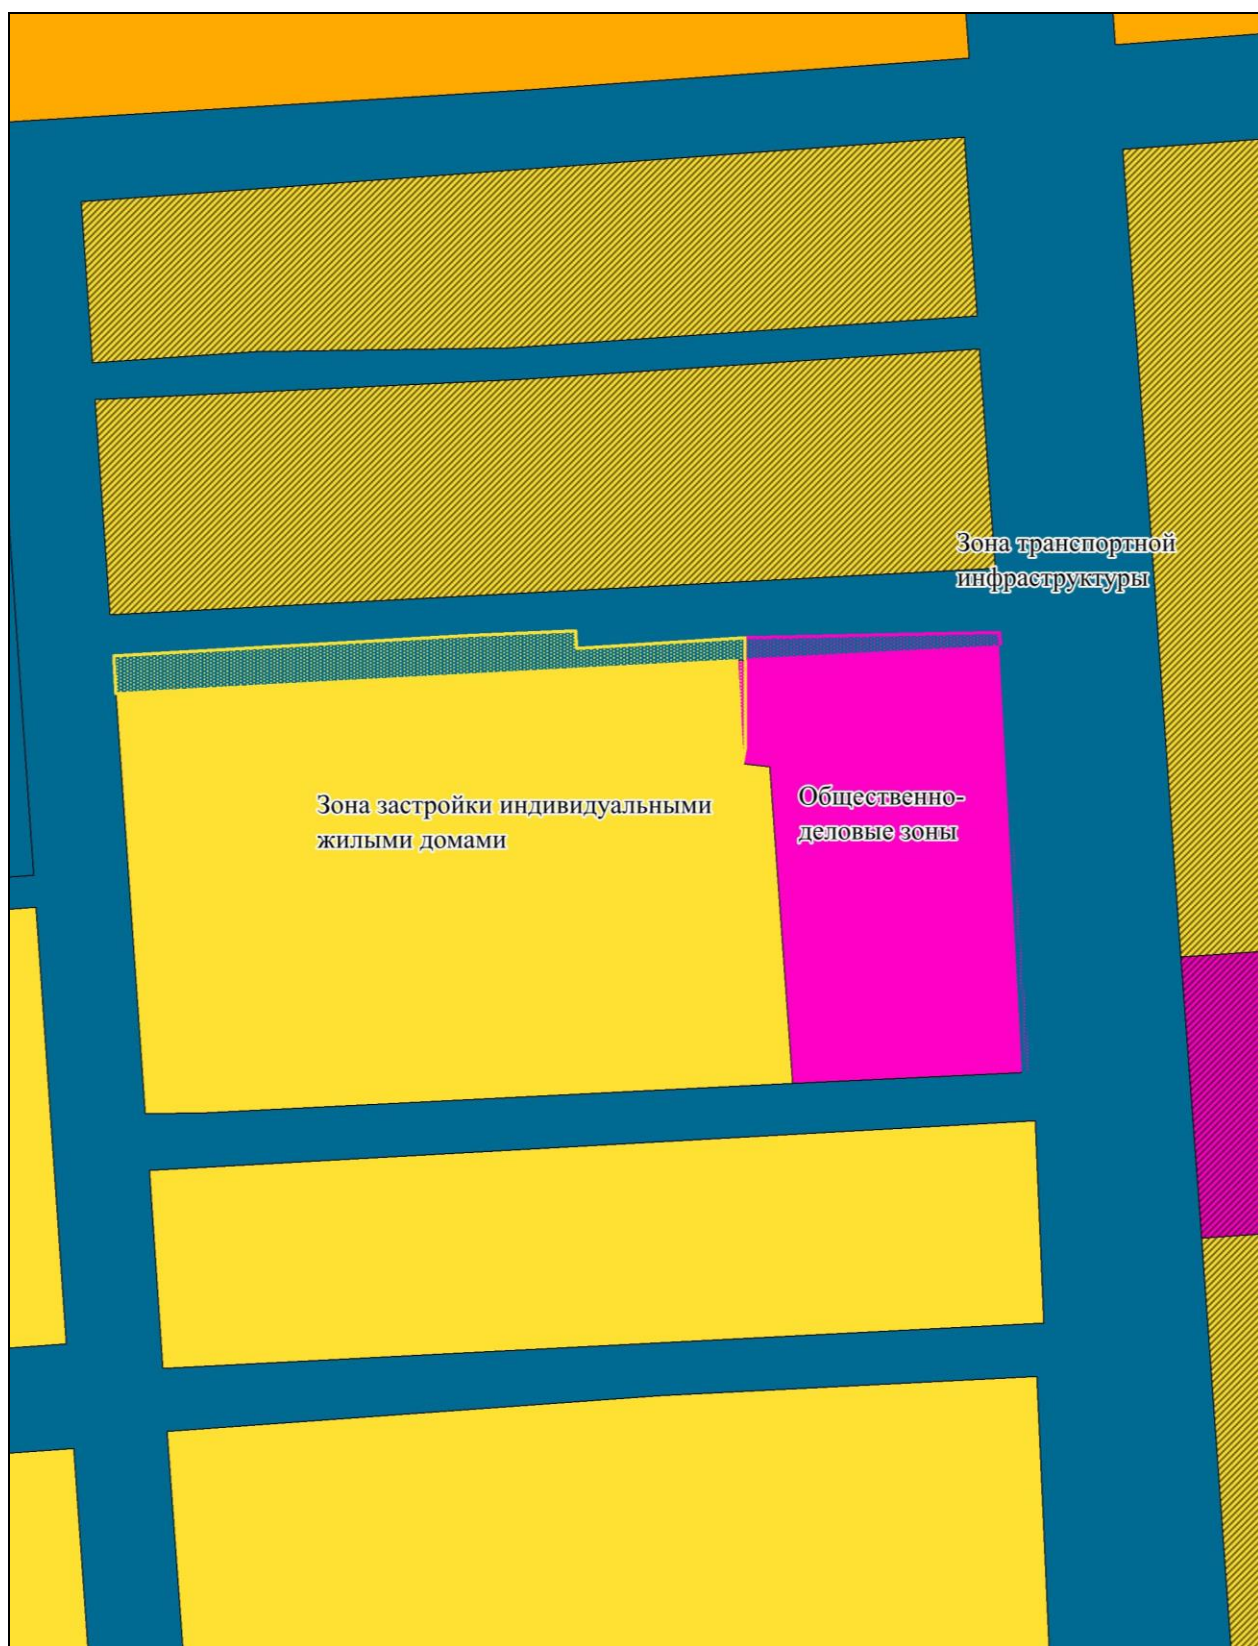 Зона транспортной
инфраструктуры
Зона застройки индивидуальными
жилыми домами
Общественно-
деловые зоны